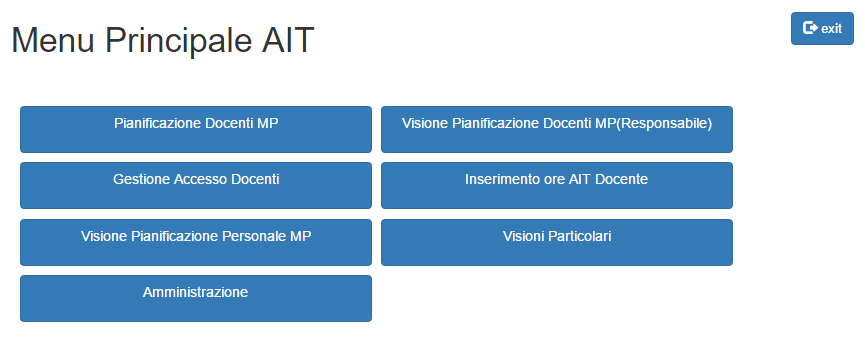 Menu Principale AIT
exit
Pianificazione Docenti MP
Visione Pianificazione Docenti MP(Responsabile)
Gestione Accesso Docenti
Inserimento ore AIT Docente
Visione Pianificazione Personale MP
Visioni Particolari
Amministrazione